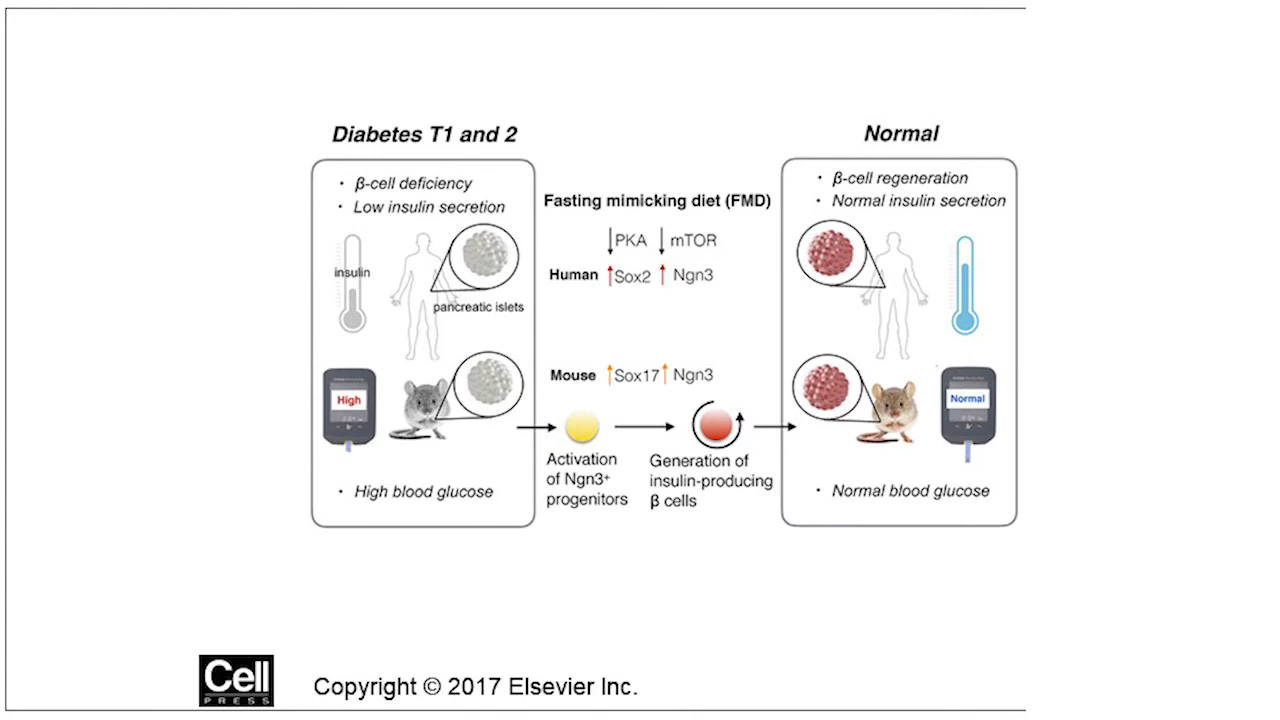 Diabetes T1 and 2
• β-cell deficiency
• Low insulin secretion
insulin
pancreatic islets
High
• High blood glucose
Fasting mimicking diet (FMD)
↓PKA ↓ mTOR
Human ↑Sox2 ↑ Ngn3
Mouse ↑Sox17↑ Ngn3
Activation
of Ngn3⁺
progenitors
Generation of
insulin-producing
β cells
Normal
• β-cell regeneration
• Normal insulin secretion
Normal
• Normal blood glucose
Cell
PRESS
Copyright © 2017 Elsevier Inc.